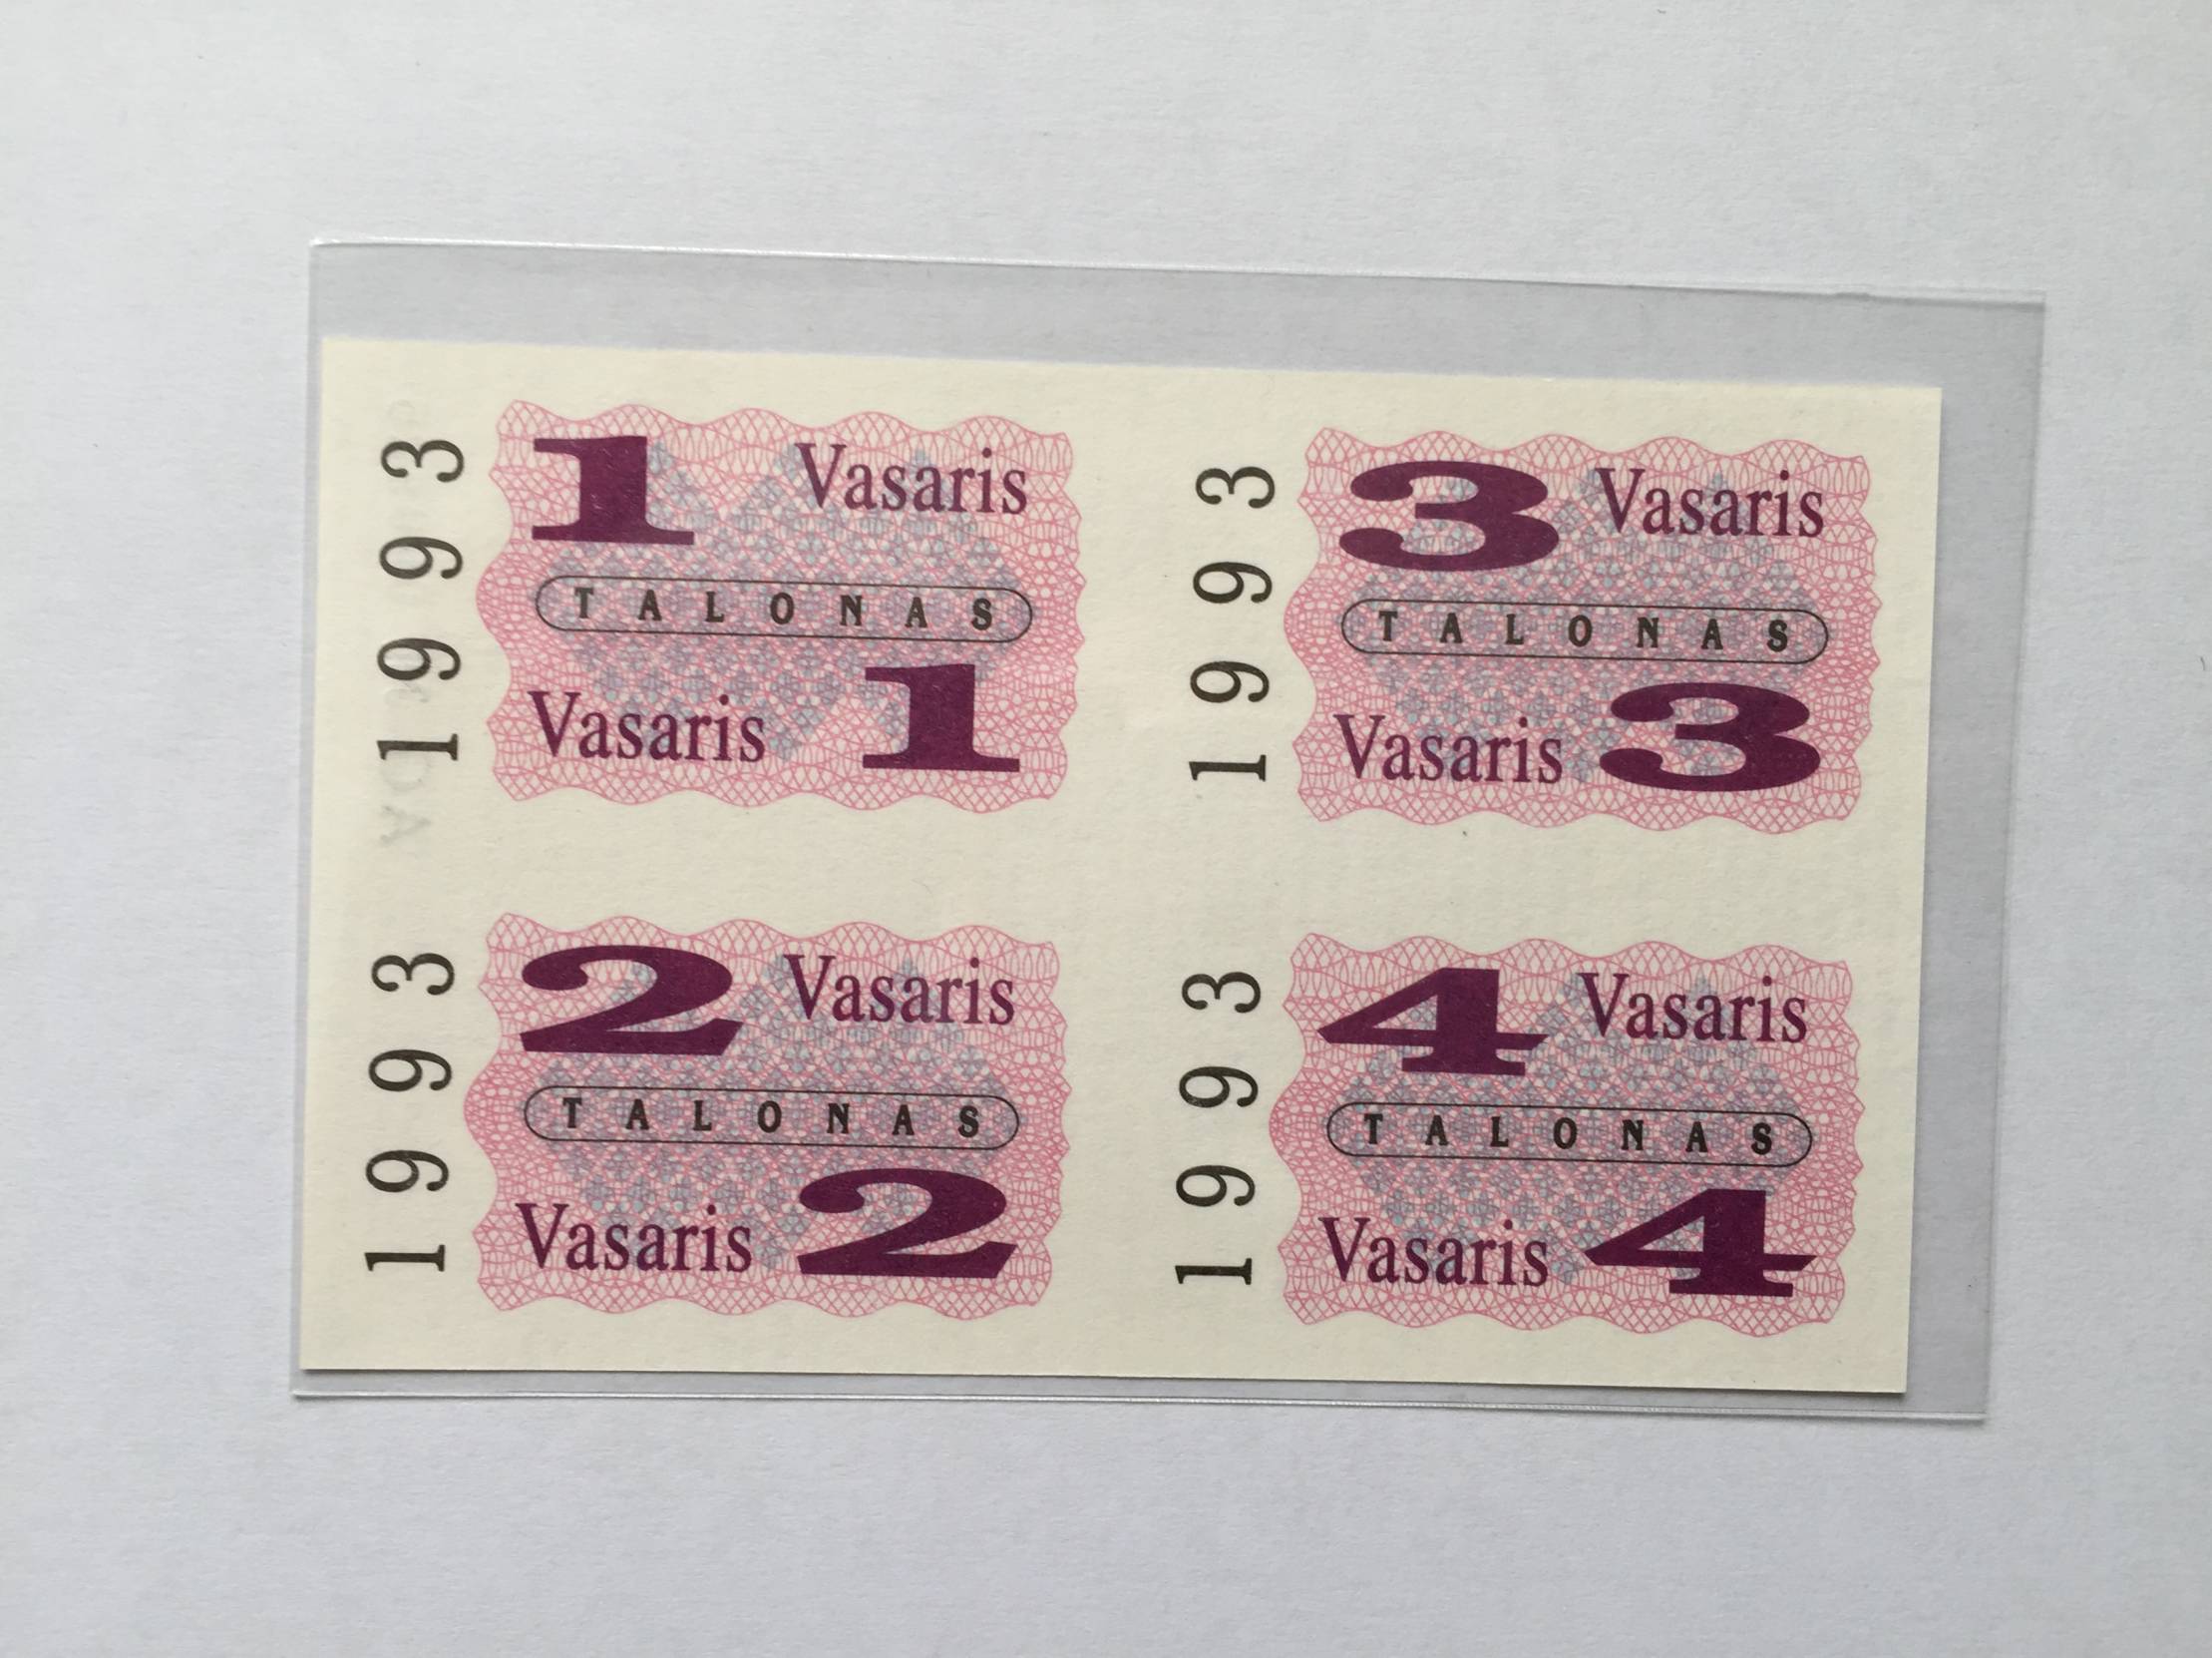 1993
1 Vasaris
TALONAS
Vasaris 1
1993
3 Vasaris
TALONAS
Vasaris 3
1993
2 Vasaris
TALONAS
Vasaris 2
1993
4 Vasaris
TALONAS
Vasaris 4